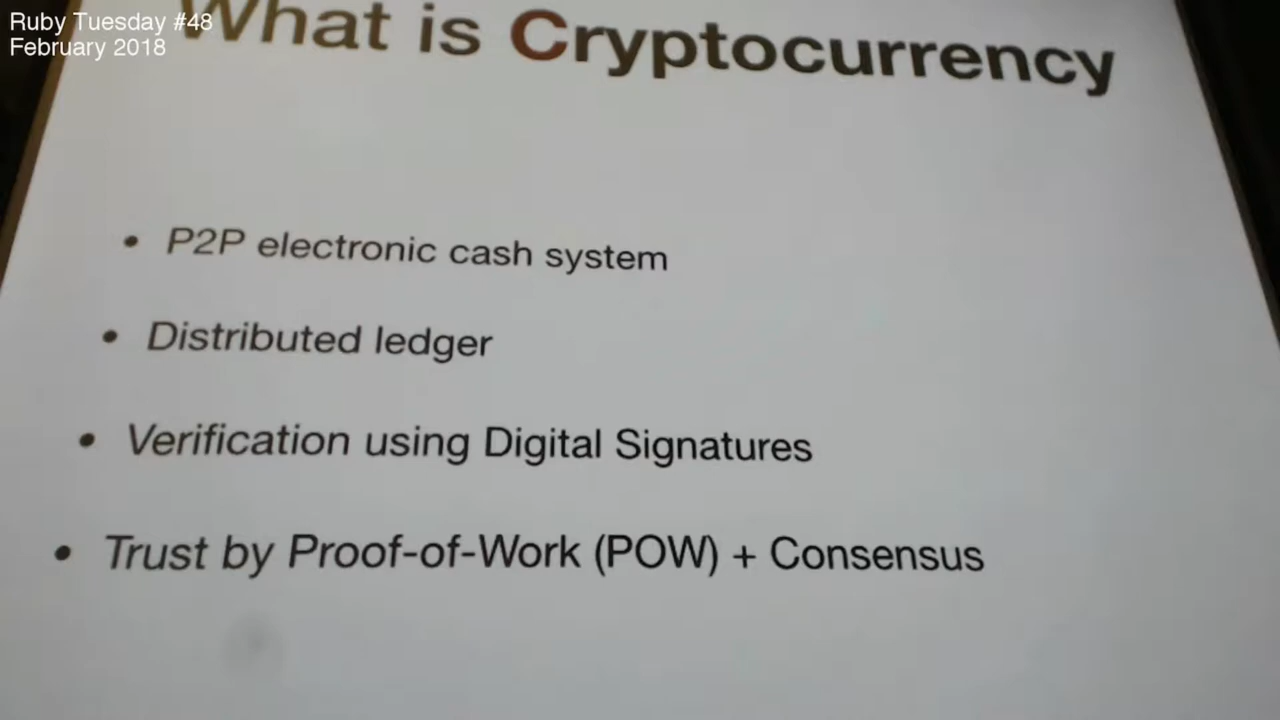 Ruby Tuesday #48
February 2018
What is Cryptocurrency
• P2P electronic cash system
• Distributed ledger
• Verification using Digital Signatures
• Trust by Proof-of-Work (POW) + Consensus